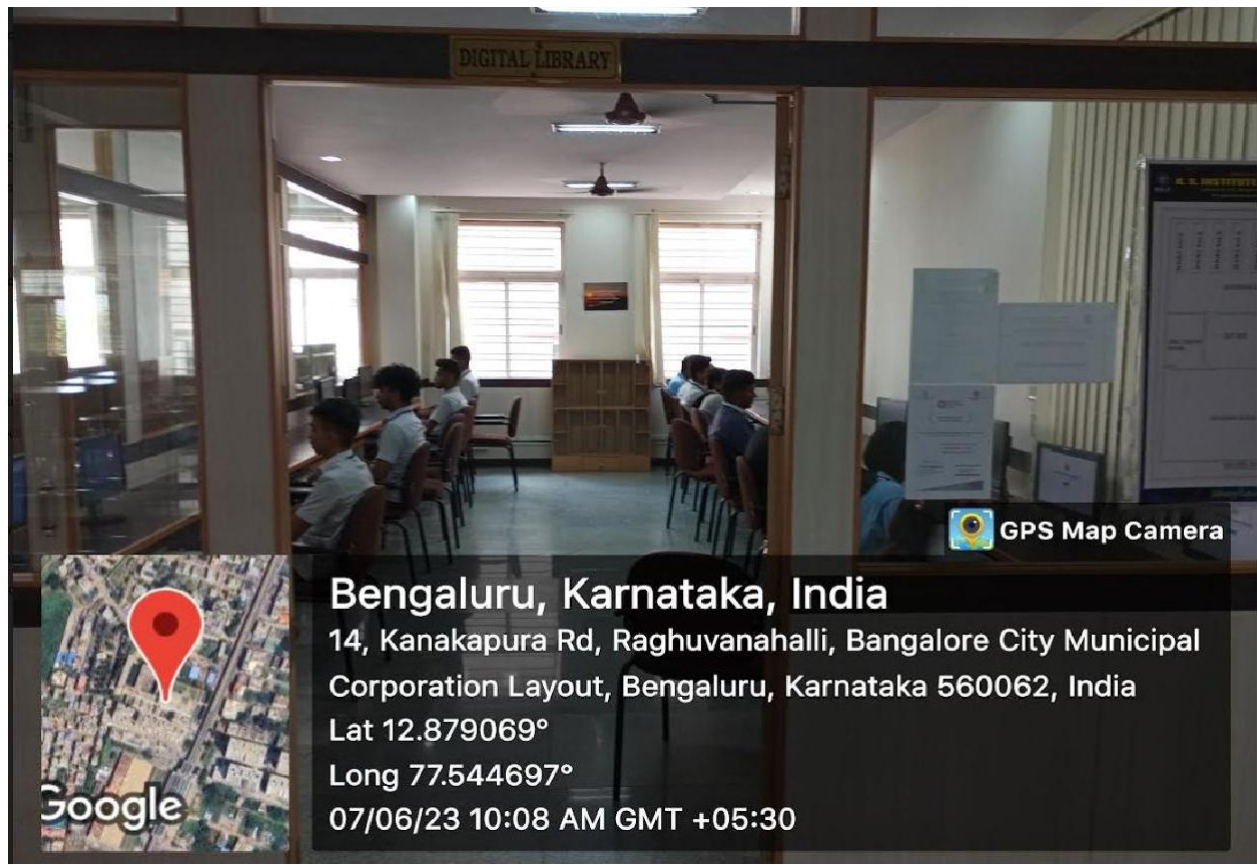 DIGITAL LIBRARY
K. S. INSTITUTE
GPS Map Camera
Bengaluru, Karnataka, India
14, Kanakapura Rd, Raghuvanahalli, Bangalore City Municipal
Corporation Layout, Bengaluru, Karnataka 560062, India
Lat 12.879069°
Long 77.544697°
07/06/23 10:08 AM GMT +05:30
Google